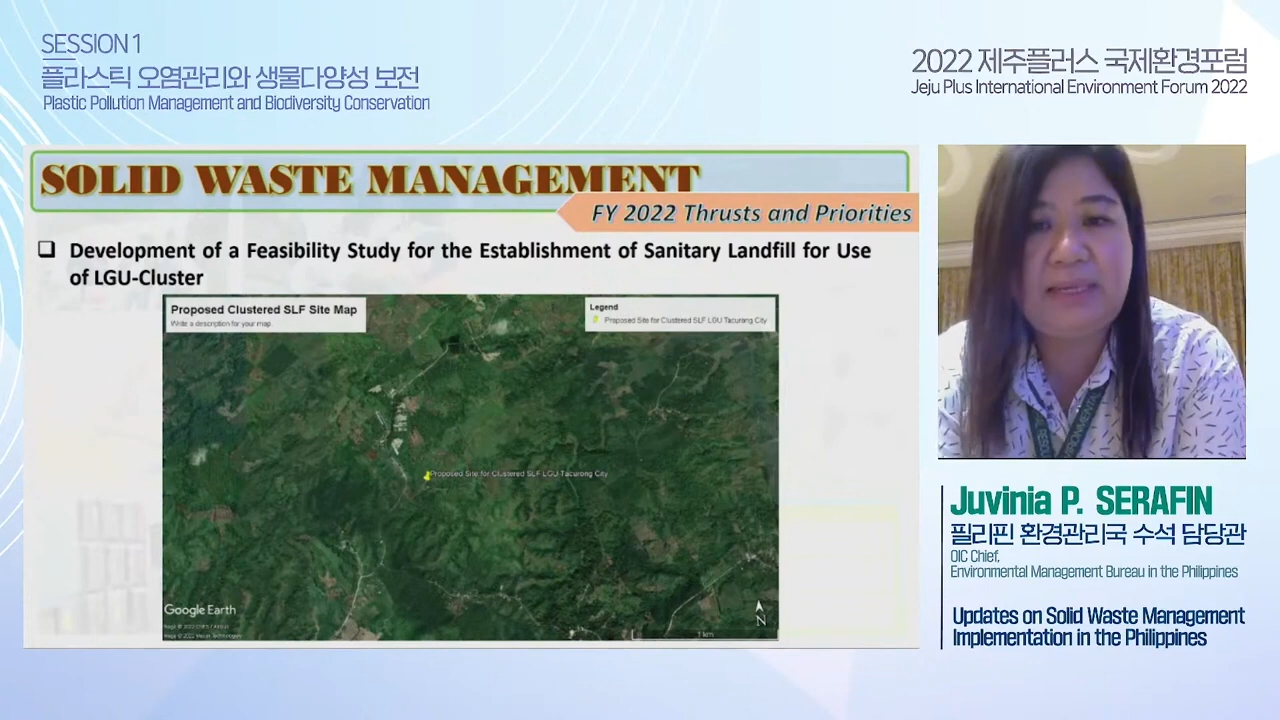 SESSION 1
플라스틱 오염관리와 생물다양성 보전
Plastic Pollution Management and Biodiversity Conservation
2022 제주플러스 국제환경포럼
Jeju Plus International Environment Forum 2022
SOLID WASTE MANAGEMENT
FY 2022 Thrusts and Priorities
Development of a Feasibility Study for the Establishment of Sanitary Landfill for Use
of LGU-Cluster
Proposed Clustered SLF Site Map
Write a description for your map.
Legend
Proposed Site for Clustered SLF LGU Tacurong City
Proposed Site for Clustered SLF LGU Tacurong City
Google Earth
1 km
N
Juvinia P. SERAFIN
필리핀 환경관리국 수석 담당관
OIC Chief,
Environmental Management Bureau in the Philippines
Updates on Solid Waste Management
Implementation in the Philippines